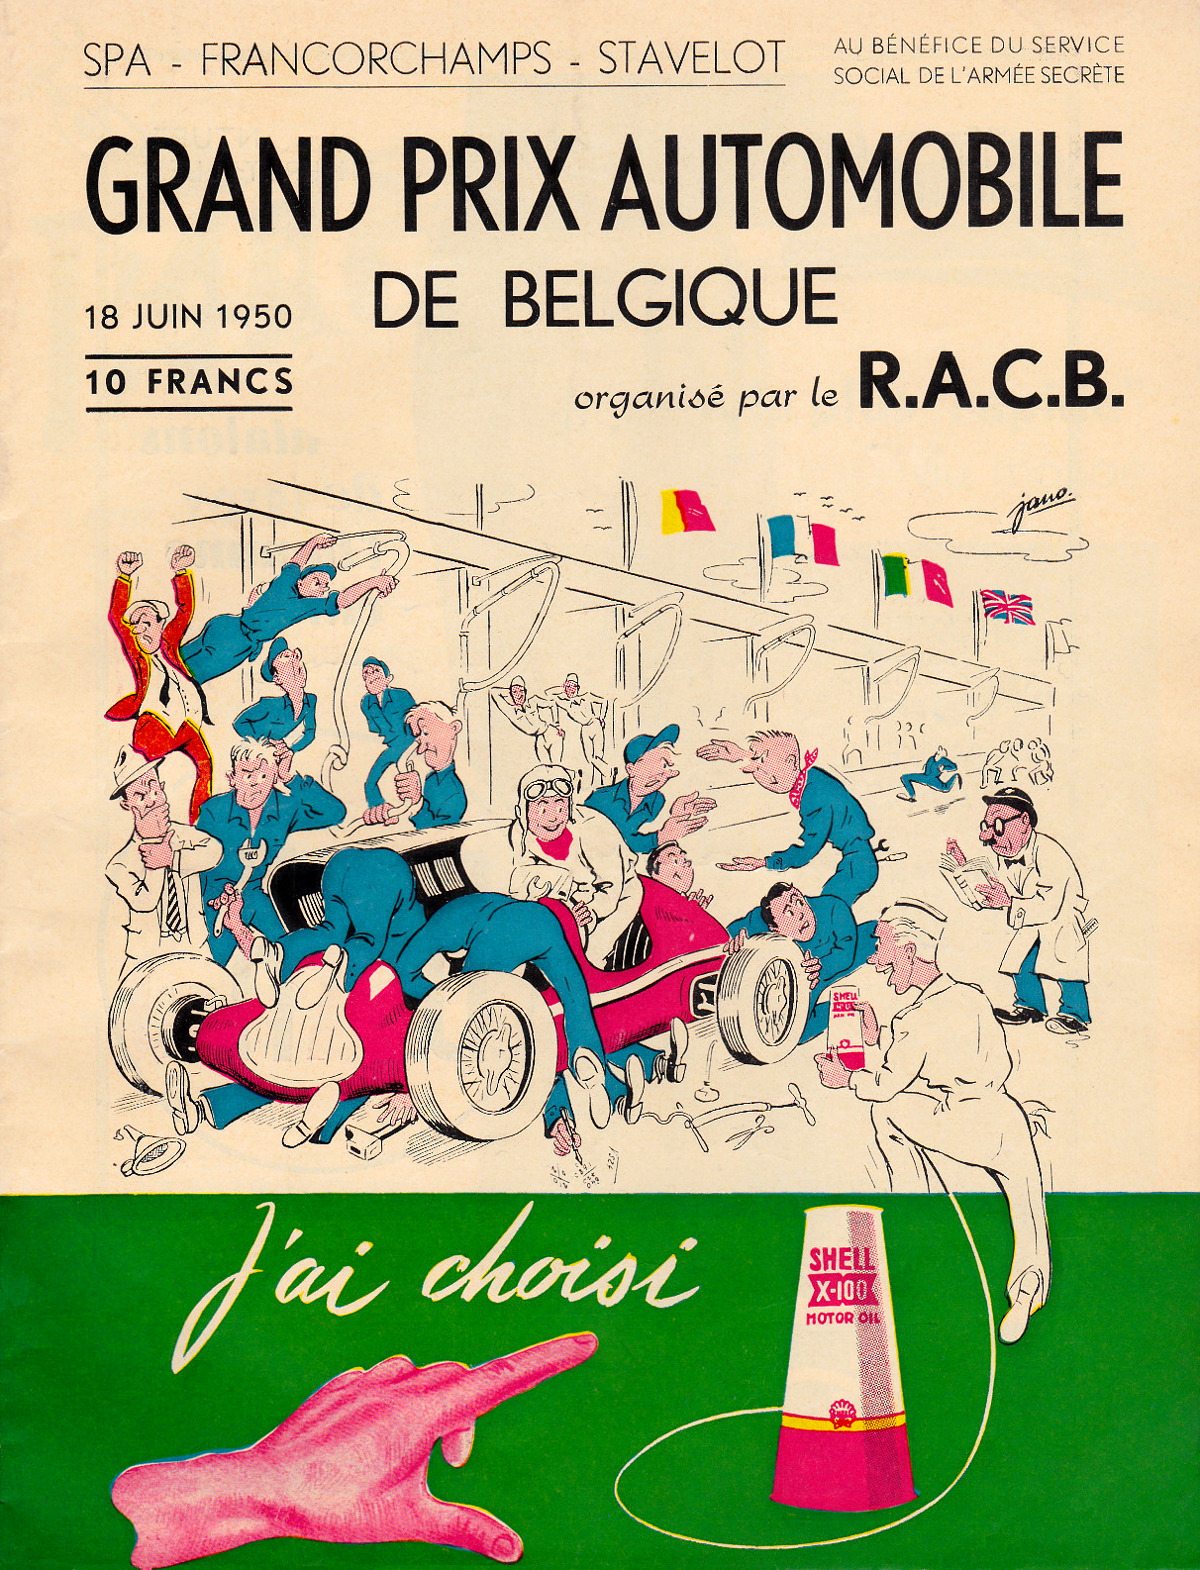 SPA - FRANCORCHAMPS - STAVELOT
AU BÉNÉFICE DU SERVICE
SOCIAL DE L'ARMÉE SECRÈTE
GRAND PRIX AUTOMOBILE
DE BELGIQUE
18 JUIN 1950
10 FRANCS
organisé par le R.A.C.B.
jano.
SHELL
J'ai choisi
SHELL
X-100
MOTOR OIL